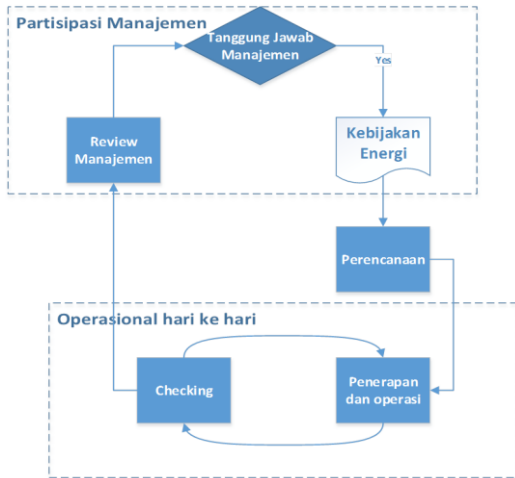 Partisipasi Manajemen
Tanggung Jawab
Manajemen
Yes
Review
Manajemen
Kebijakan
Energi
Perencanaan
Operasional hari ke hari
Checking
Penerapan
dan operasi